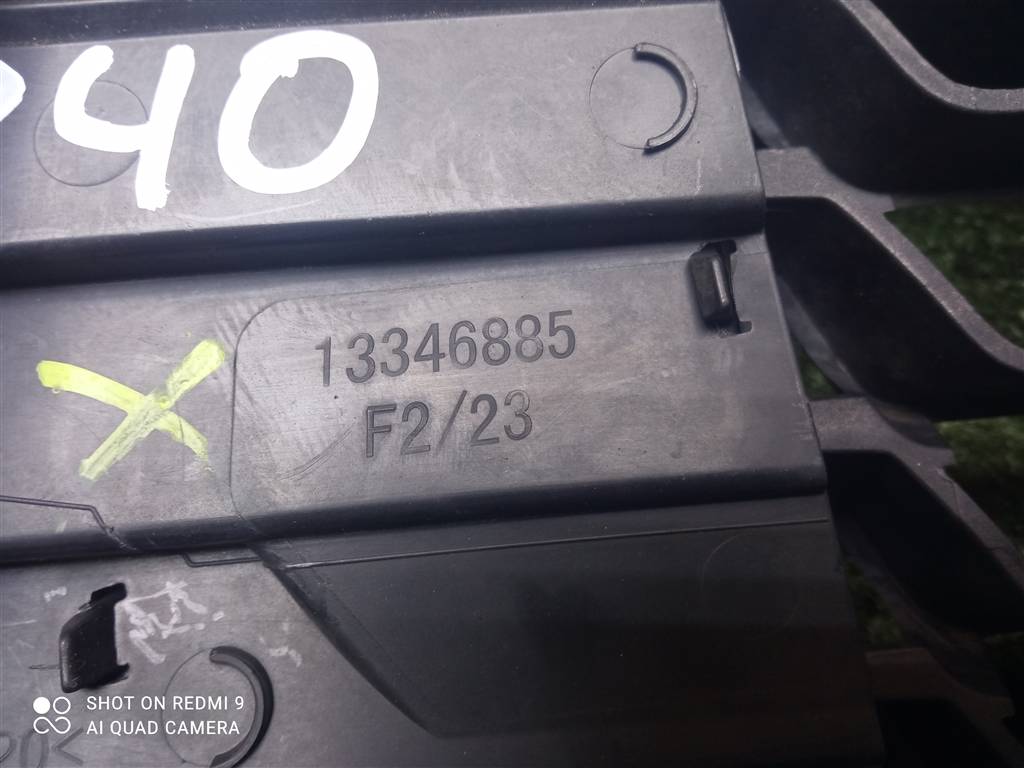 40
13346885
F2/23
SHOT ON REDMI 9
AI QUAD CAMERA